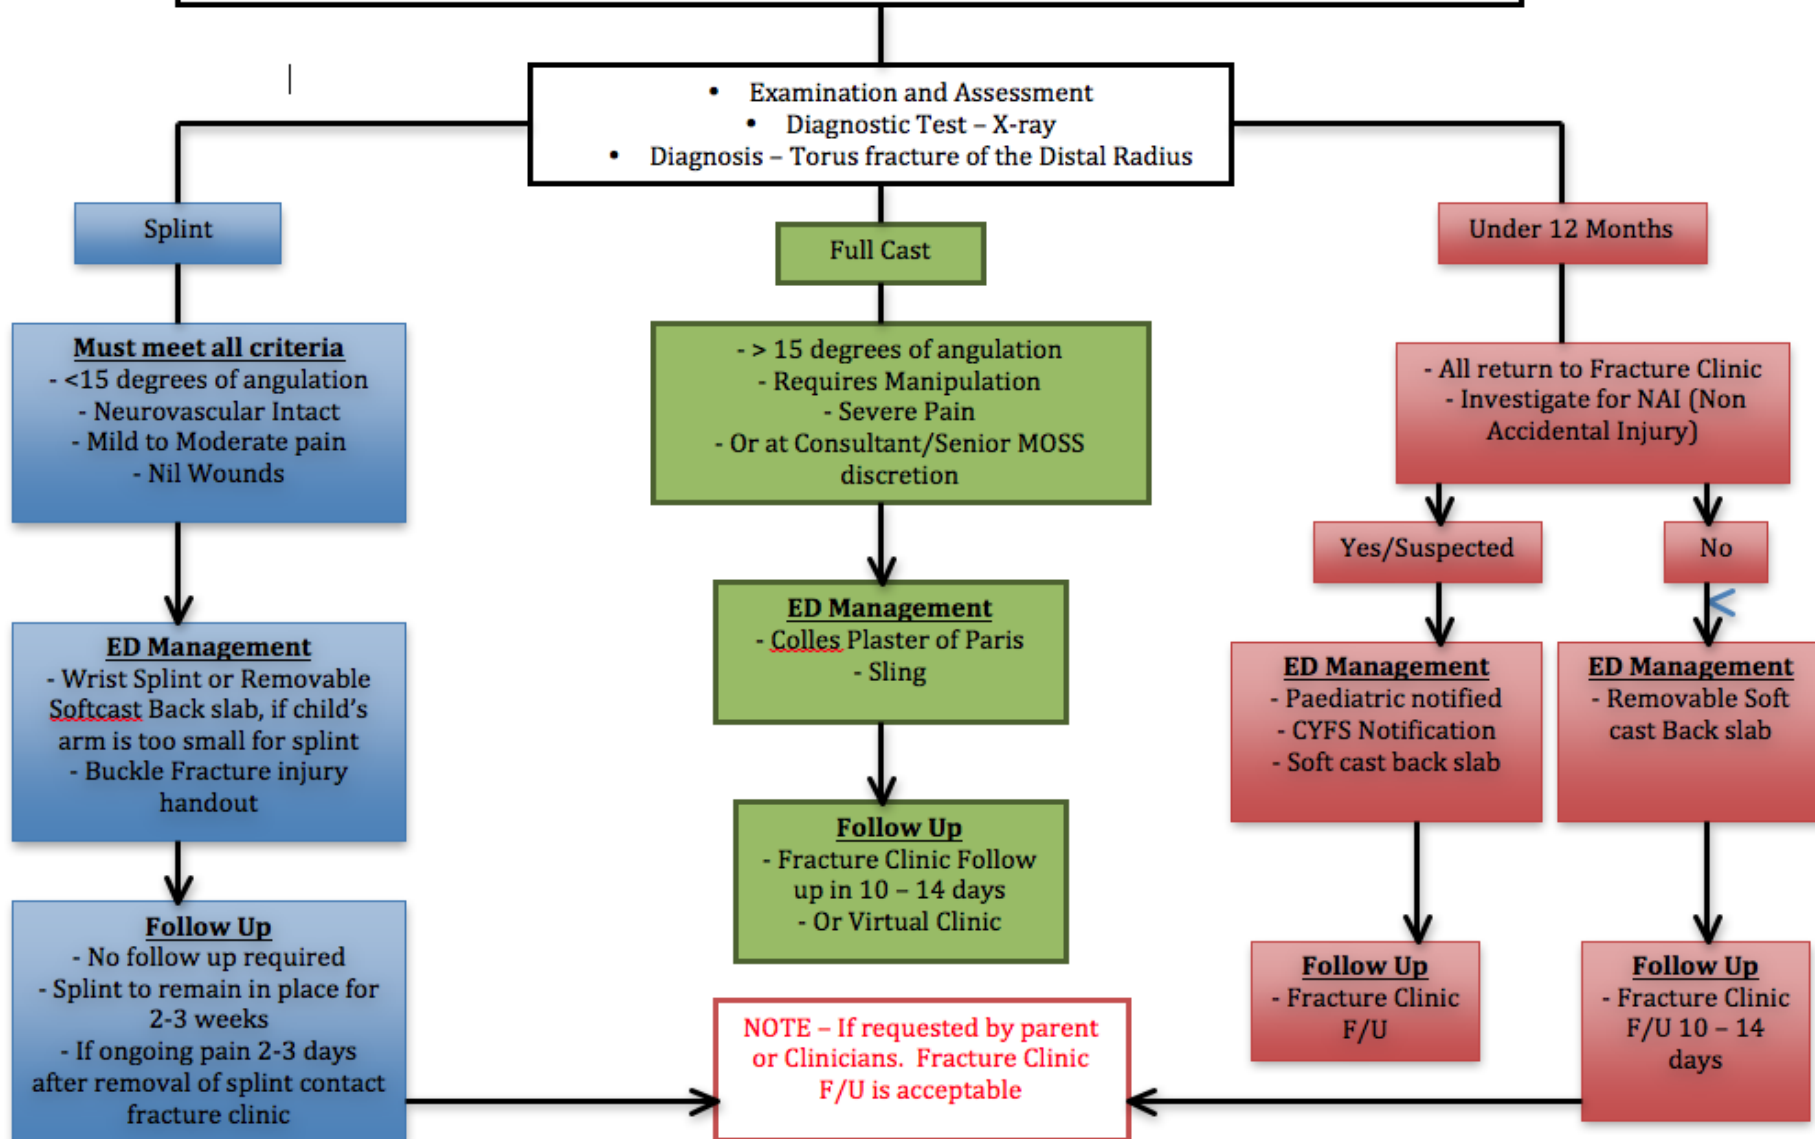 • Examination and Assessment
• Diagnostic Test – X-ray
• Diagnosis – Torus fracture of the Distal Radius
Splint
Must meet all criteria
- <15 degrees of angulation
- Neurovascular Intact
- Mild to Moderate pain
- Nil Wounds
ED Management
- Wrist Splint or Removable
Softcast Back slab, if child's
arm is too small for splint
- Buckle Fracture injury
handout
Follow Up
- No follow up required
- Splint to remain in place for
2-3 weeks
- If ongoing pain 2-3 days
after removal of splint contact
fracture clinic
Full Cast
- > 15 degrees of angulation
- Requires Manipulation
- Severe Pain
- Or at Consultant/Senior MOSS
discretion
ED Management
- Colles Plaster of Paris
- Sling
Follow Up
- Fracture Clinic Follow
up in 10 – 14 days
- Or Virtual Clinic
NOTE – If requested by parent
or Clinicians. Fracture Clinic
F/U is acceptable
Under 12 Months
- All return to Fracture Clinic
- Investigate for NAI (Non
Accidental Injury)
Yes/Suspected
ED Management
- Paediatric notified
- CYFS Notification
- Soft cast back slab
Follow Up
- Fracture Clinic
F/U
No
ED Management
- Removable Soft
cast Back slab
Follow Up
- Fracture Clinic
F/U 10 – 14
days